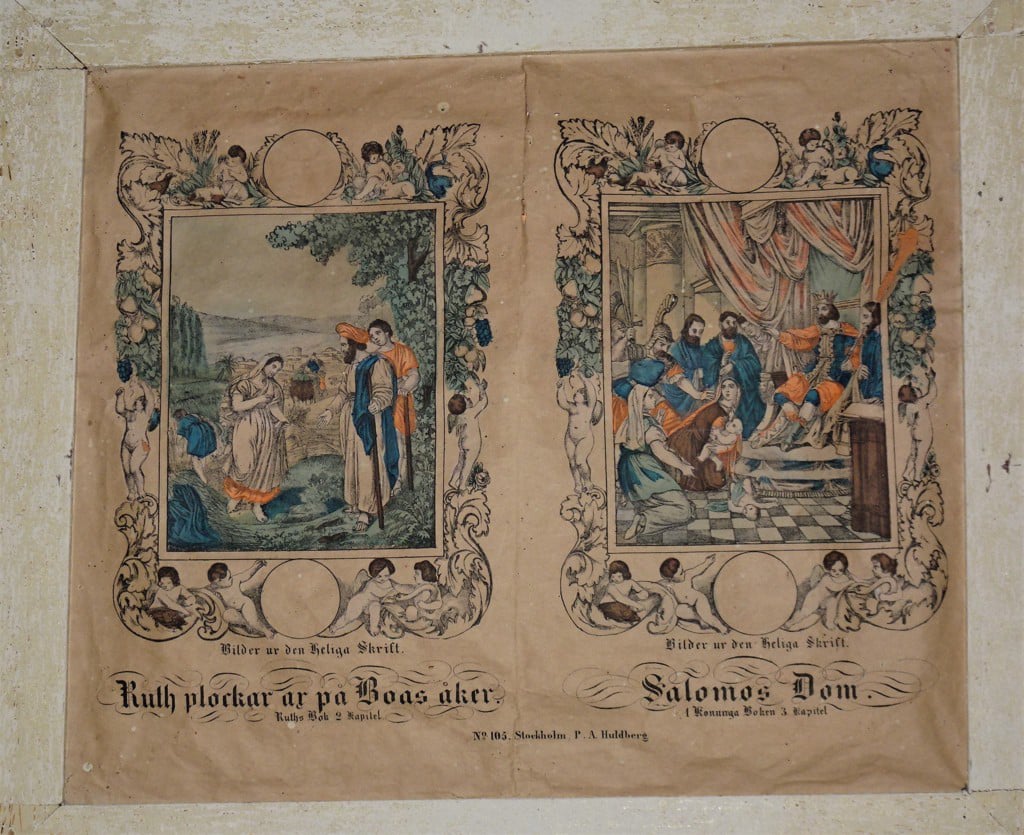 Bilder ur den Heliga Skrift.
Ruth plockar ax på Boas åker.
Ruths Bok 2 Kapitel
Bilder ur den Heliga Skrift.
Salomos Dom.
1 Konunga Boken 3 Kapitel
Nº 105. Stockholm, P. A. Huldberg